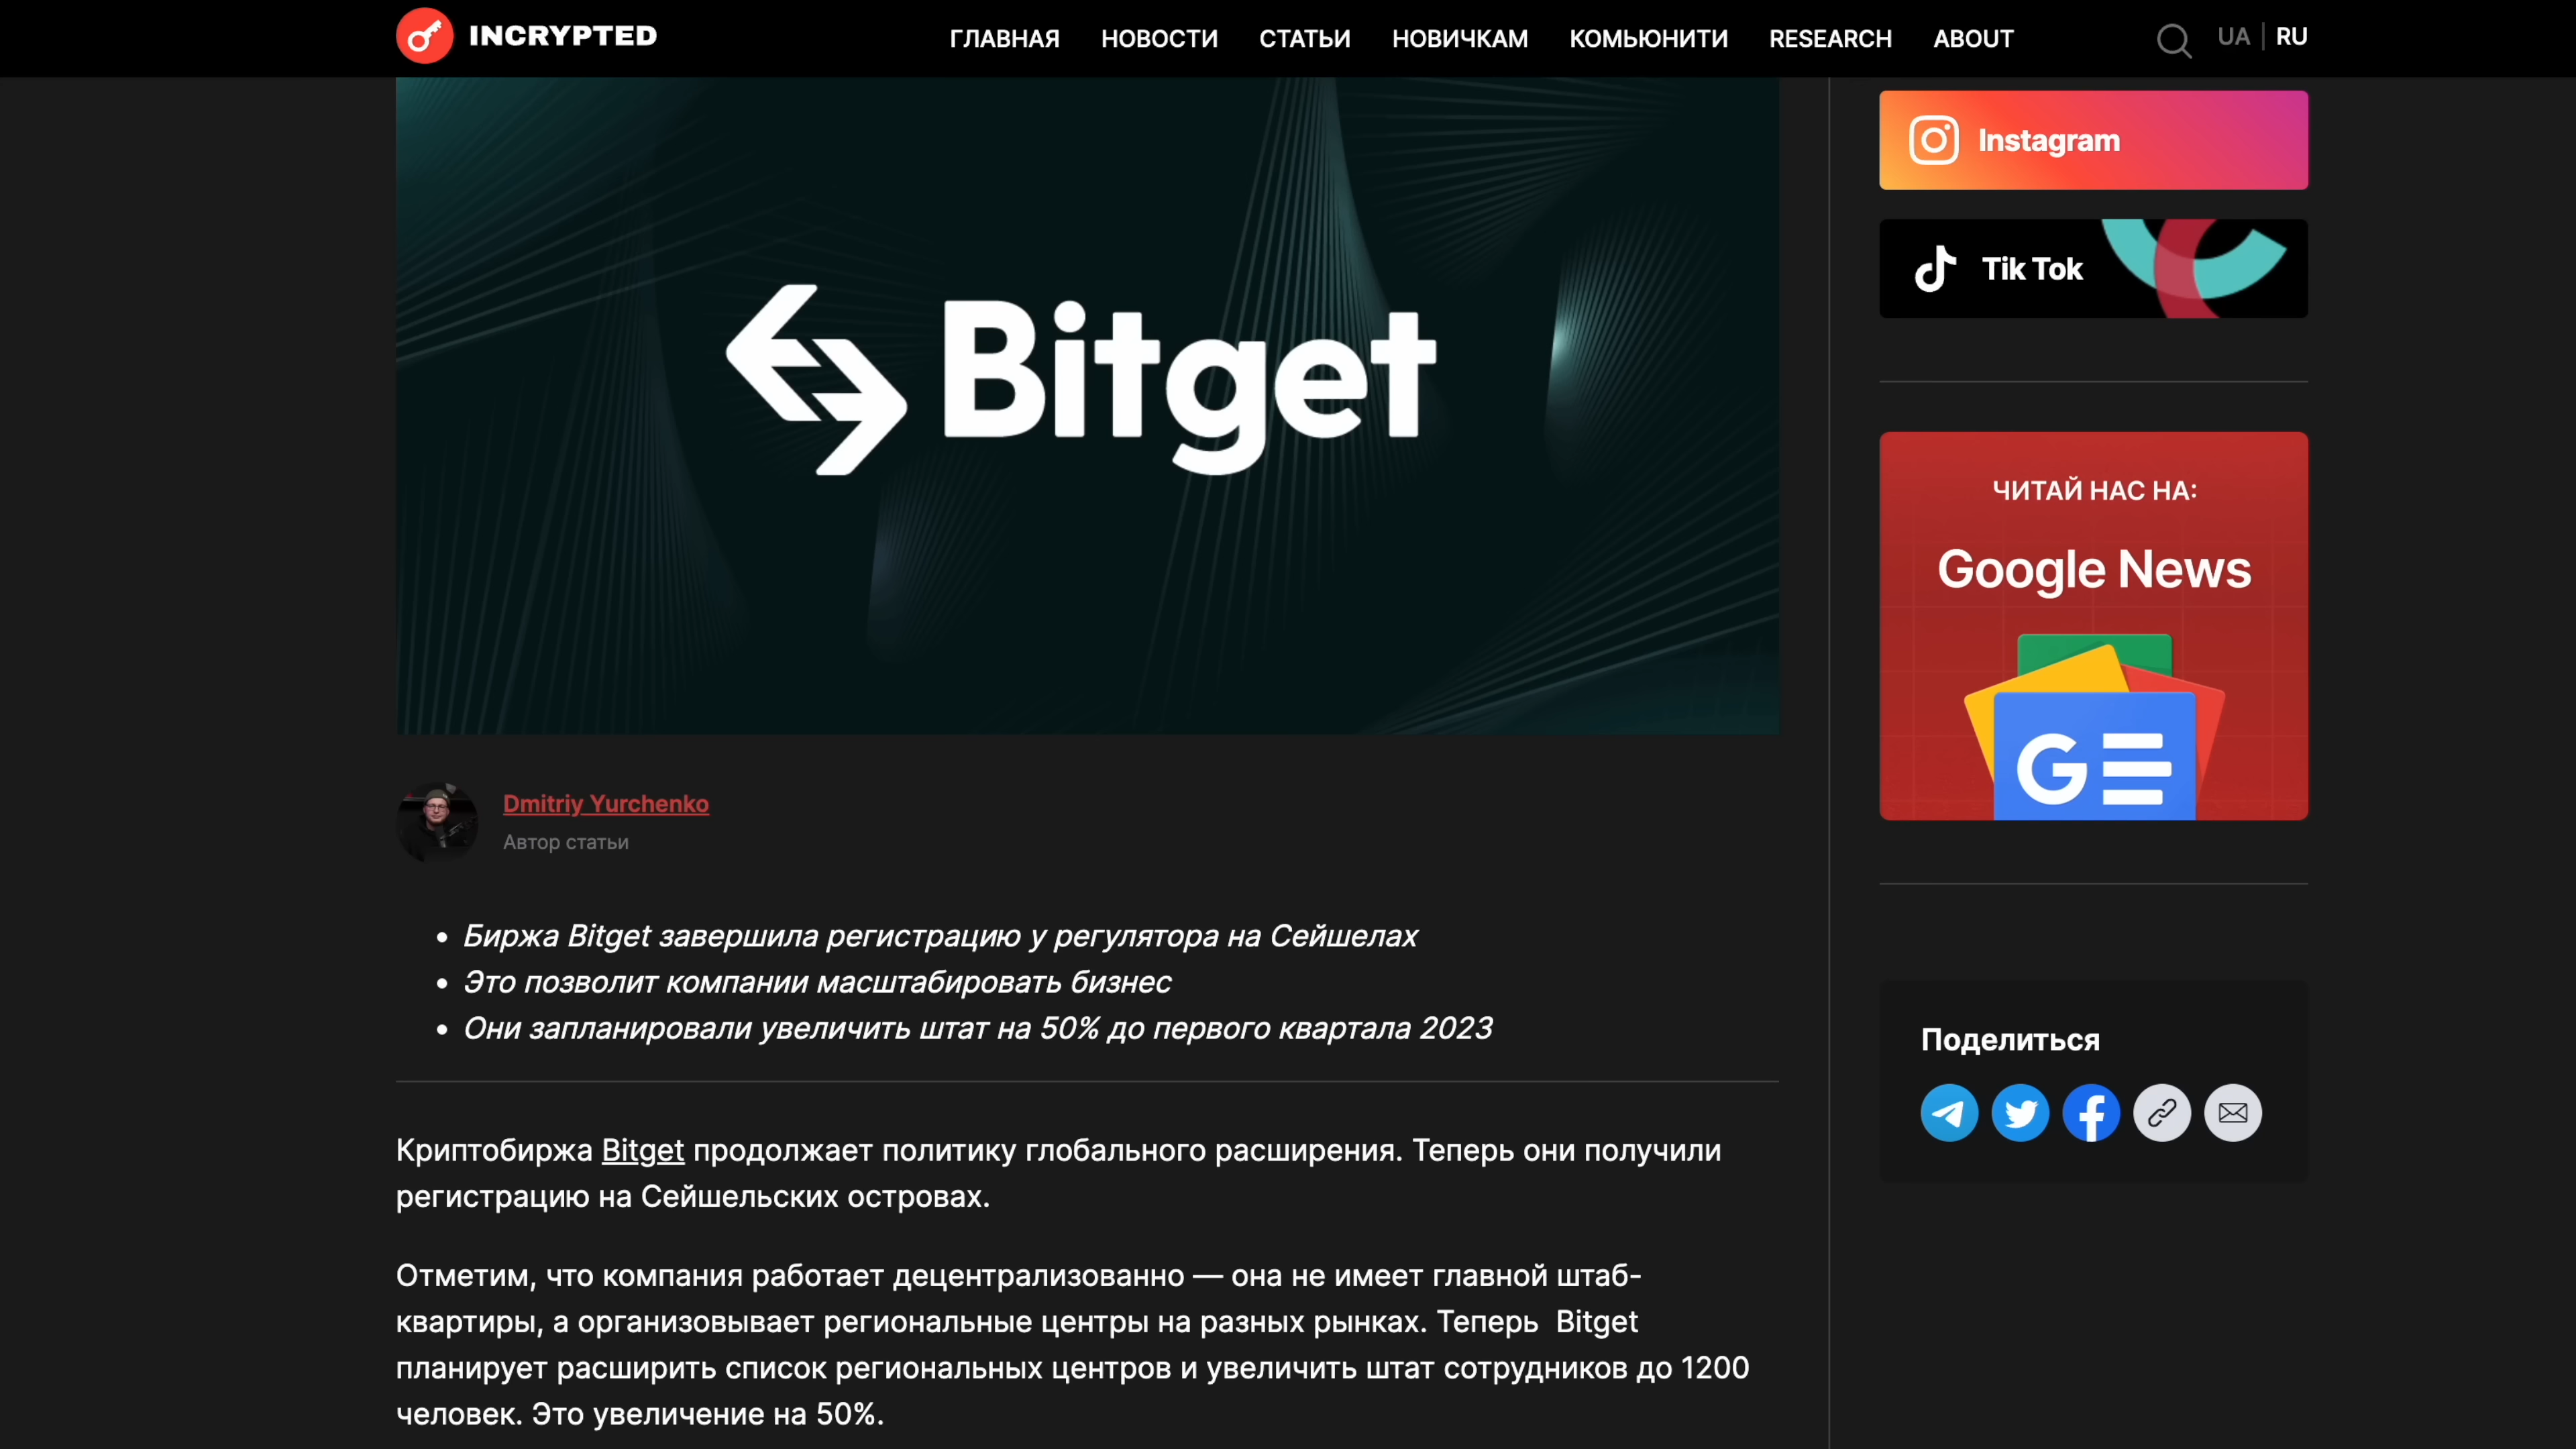 INCRYPTED
ГЛАВНАЯ НОВОСТИ СТАТЬИ НОВИЧКАМ КОМЬЮНИТИ RESEARCH ABOUT
UA | RU
Bitget
Dmitriy Yurchenko
Автор статьи
• Биржа Bitget завершила регистрацию у регулятора на Сейшелах
• Это позволит компании масштабировать бизнес
• Они запланировали увеличить штат на 50% до первого квартала 2023
Криптобиржа Bitget продолжает политику глобального расширения. Теперь они получили
регистрацию на Сейшельских островах.
Отметим, что компания работает децентрализованно — она не имеет главной штаб-
квартиры, а организовывает региональные центры на разных рынках. Теперь Bitget
планирует расширить список региональных центров и увеличить штат сотрудников до 1200
человек. Это увеличение на 50%.
Instagram
Tik Tok
ЧИТАЙ НАС НА:
Google News
G
Поделиться